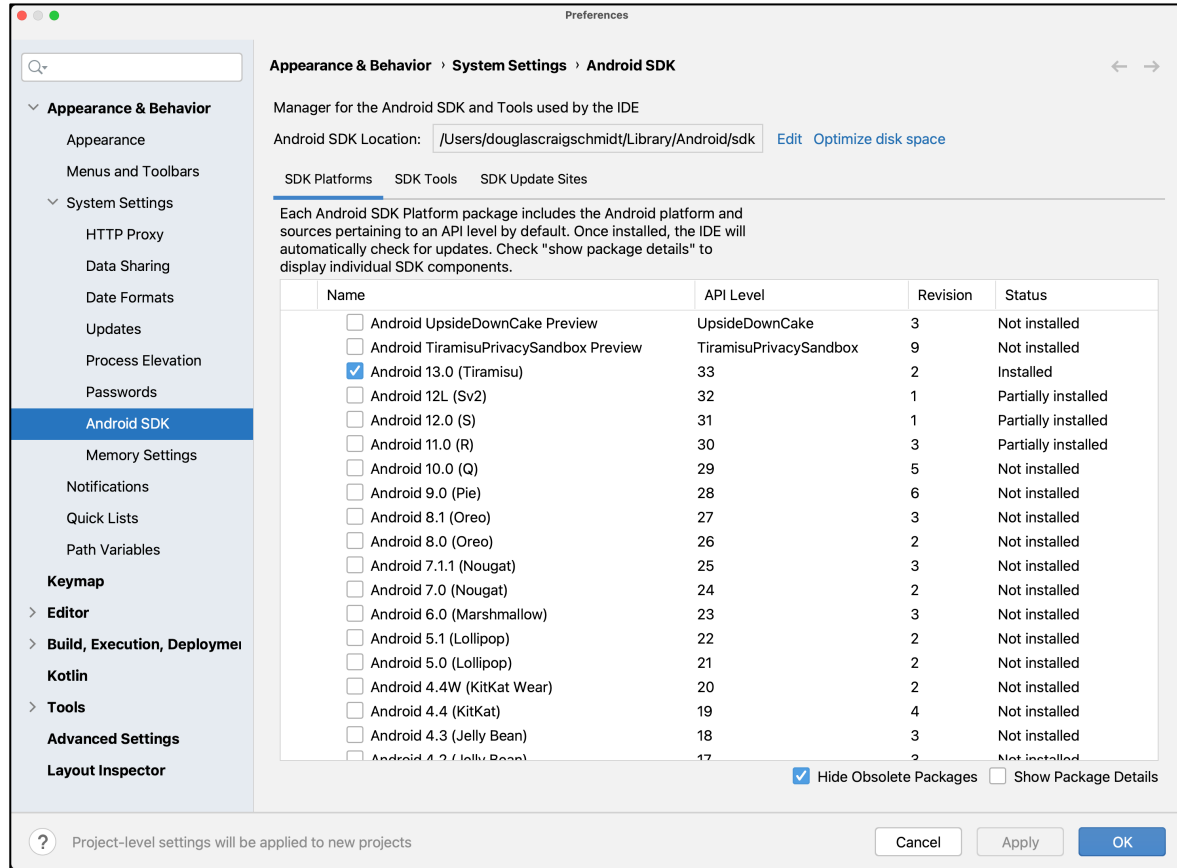 Preferences
Appearance & Behavior › System Settings › Android SDK
Appearance & Behavior
Appearance
Menus and Toolbars
System Settings
HTTP Proxy
Data Sharing
Date Formats
Updates
Process Elevation
Passwords
Android SDK
Memory Settings
Notifications
Quick Lists
Path Variables
Keymap
Editor
Build, Execution, Deploymen
Kotlin
Tools
Advanced Settings
Layout Inspector
Manager for the Android SDK and Tools used by the IDE
Android SDK Location: /Users/douglascraigschmidt/Library/Android/sdk Edit Optimize disk space
SDK Platforms SDK Tools SDK Update Sites
Each Android SDK Platform package includes the Android platform and
sources pertaining to an API level by default. Once installed, the IDE will
automatically check for updates. Check "show package details" to
display individual SDK components.
Name API Level Revision Status
Android UpsideDownCake Preview UpsideDownCake 3 Not installed
Android TiramisuPrivacySandbox Preview TiramisuPrivacySandbox 9 Not installed
Android 13.0 (Tiramisu) 33 2 Installed
Android 12L (Sv2) 32 1 Partially installed
Android 12.0 (S) 31 1 Partially installed
Android 11.0 (R) 30 3 Partially installed
Android 10.0 (Q) 29 5 Not installed
Android 9.0 (Pie) 28 6 Not installed
Android 8.1 (Oreo) 27 3 Not installed
Android 8.0 (Oreo) 26 2 Not installed
Android 7.1.1 (Nougat) 25 3 Not installed
Android 7.0 (Nougat) 24 2 Not installed
Android 6.0 (Marshmallow) 23 3 Not installed
Android 5.1 (Lollipop) 22 2 Not installed
Android 5.0 (Lollipop) 21 2 Not installed
Android 4.4W (KitKat Wear) 20 2 Not installed
Android 4.4 (KitKat) 19 4 Not installed
Android 4.3 (Jelly Bean) 18 3 Not installed
Android 4.2 (Jelly Bean) 17 3 Not installed
Hide Obsolete Packages Show Package Details
? Project-level settings will be applied to new projects
Cancel Apply OK